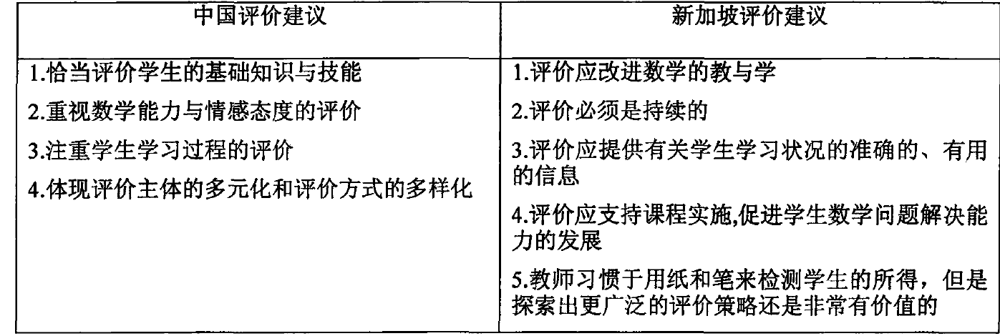 中国评价建议
新加坡评价建议
1.恰当评价学生的基础知识与技能
2.重视数学能力与情感态度的评价
3.注重学生学习过程的评价
4.体现评价主体的多元化和评价方式的多样化
1.评价应改进数学的教与学
2.评价必须是持续的
3.评价应提供有关学生学习状况的准确的、有用
的信息
4.评价应支持课程实施,促进学生数学问题解决能
力的发展
5.教师习惯于用纸和笔来检测学生的所得，但是
探索出更广泛的评价策略还是非常有价值的